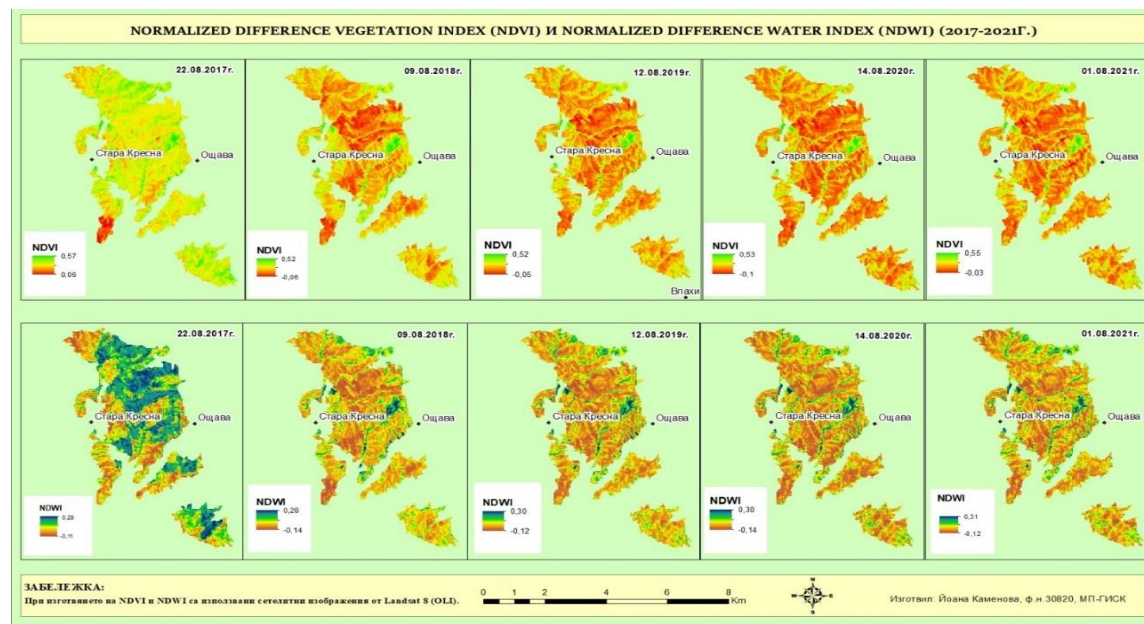 NORMALIZED DIFFERENCE VEGETATION INDEX (NDVI) И NORMALIZED DIFFERENCE WATER INDEX (NDWI) (2017-2021Г.)
22.08.2017г.
Стара Кресна
Ощава
NDVI
0,57
0,06
09.08.2018г.
Стара Кресна
Ощава
NDVI
0,52
-0,06
12.08.2019г.
Стара Кресна
Ощава
Влахи
NDVI
0,52
-0,05
14.08.2020г.
Стара Кресна
Ощава
NDVI
0,53
-0,1
01.08.2021г.
Стара Кресна
Ощава
NDVI
0,55
-0,03
22.08.2017г.
Стара Кресна
Ощава
NDWI
0,28
-0,11
09.08.2018г.
Стара Кресна
Ощава
NDWI
0,28
-0,14
12.08.2019г.
Стара Кресна
Ощава
NDWI
0,30
-0,12
14.08.2020г.
Стара Кресна
Ощава
NDWI
0,30
-0,14
01.08.2021г.
Стара Кресна
Ощава
NDWI
0,31
-0,12
ЗАБЕЛЕЖКА:
При изготвянето на NDVI и NDWI са използвани сетелитни изображения от Landsat 8 (OLI).
0 2 4 6 8
Km
N
W E
S
Изготвил: Йоана Каменова, ф.н.30820, МП-ГИСК